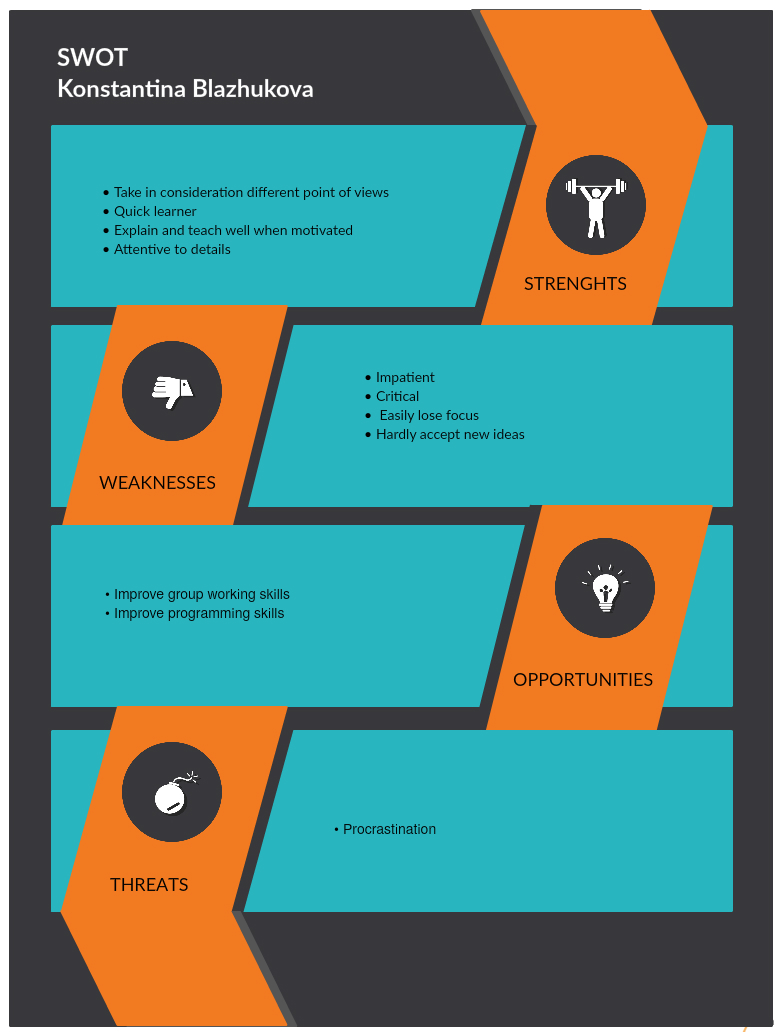 SWOT
Konstantina Blazhukova
• Take in consideration different point of views
• Quick learner
• Explain and teach well when motivated
• Attentive to details
STRENGHTS
• Impatient
• Critical
• Easily lose focus
• Hardly accept new ideas
WEAKNESSES
• Improve group working skills
• Improve programming skills
OPPORTUNITIES
• Procrastination
THREATS